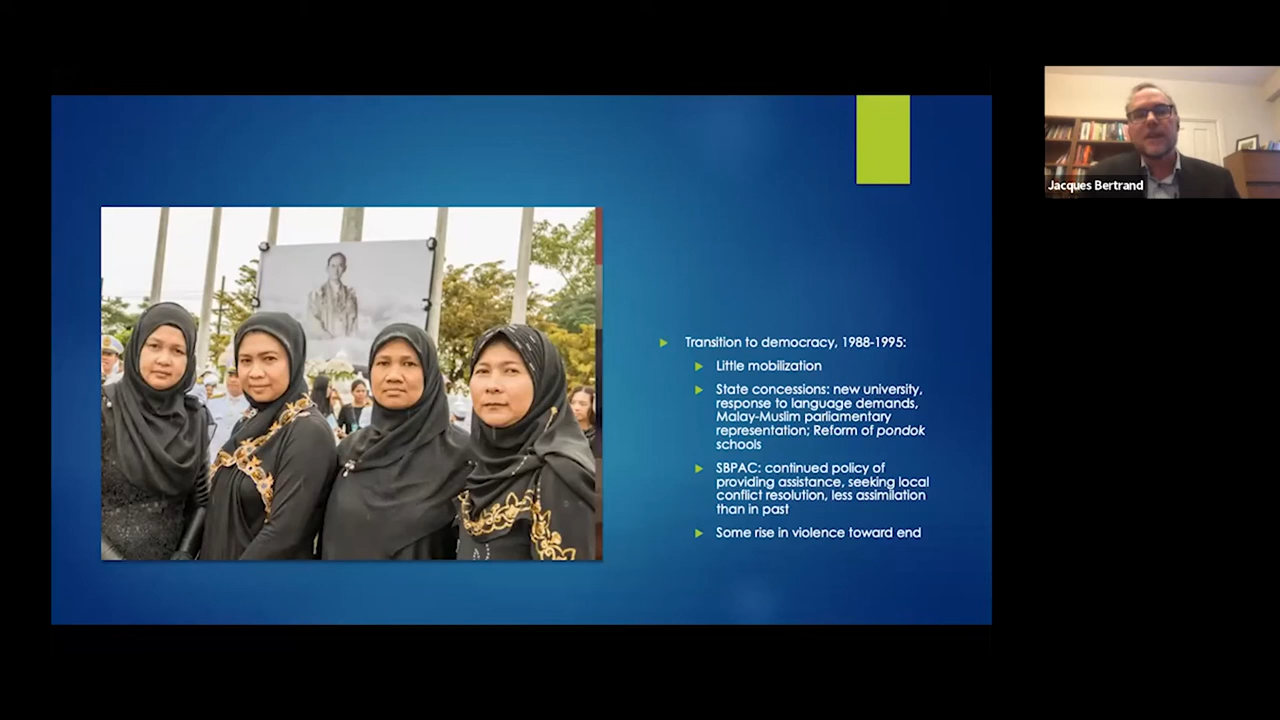 Transition to democracy, 1988-1995:
Little mobilization
State concessions: new university,
response to language demands,
Malay-Muslim parliamentary
representation; Reform of pondok
schools
SBPAC: continued policy of
providing assistance, seeking local
conflict resolution, less assimilation
than in past
Some rise in violence toward end
Jacques Bertrand